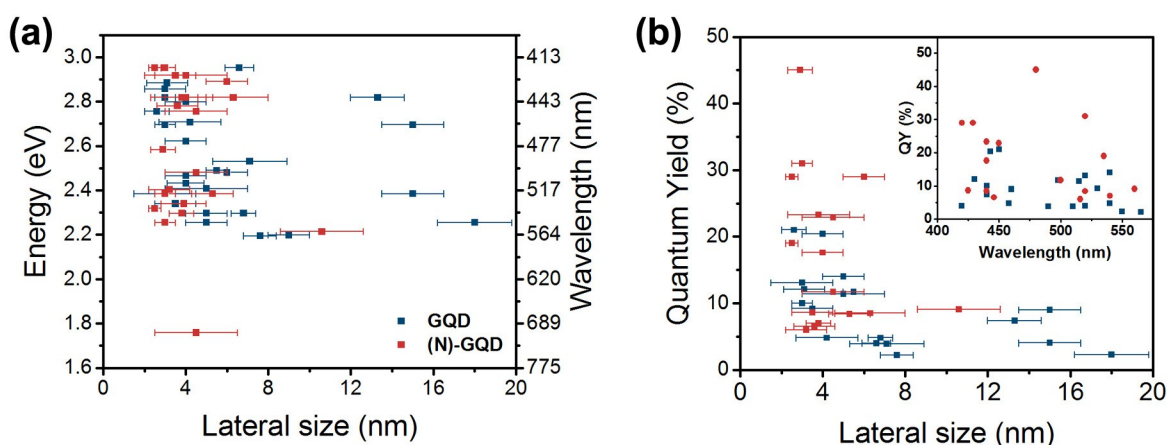 (a)
Energy (eV)
3.0
2.8
2.6
2.4
2.2
2.0
1.8
1.6
413
443
477
517
564
620
689
775
Wavelength (nm)
GQD
(N)-GQD
0 4 8 12 16 20
Lateral size (nm)
(b)
Quantum Yield (%)
50
40
30
20
10
0
0 4 8 12 16 20
Lateral size (nm)
QY (%)
50
40
30
20
10
0
400 450 500 550
Wavelength (nm)